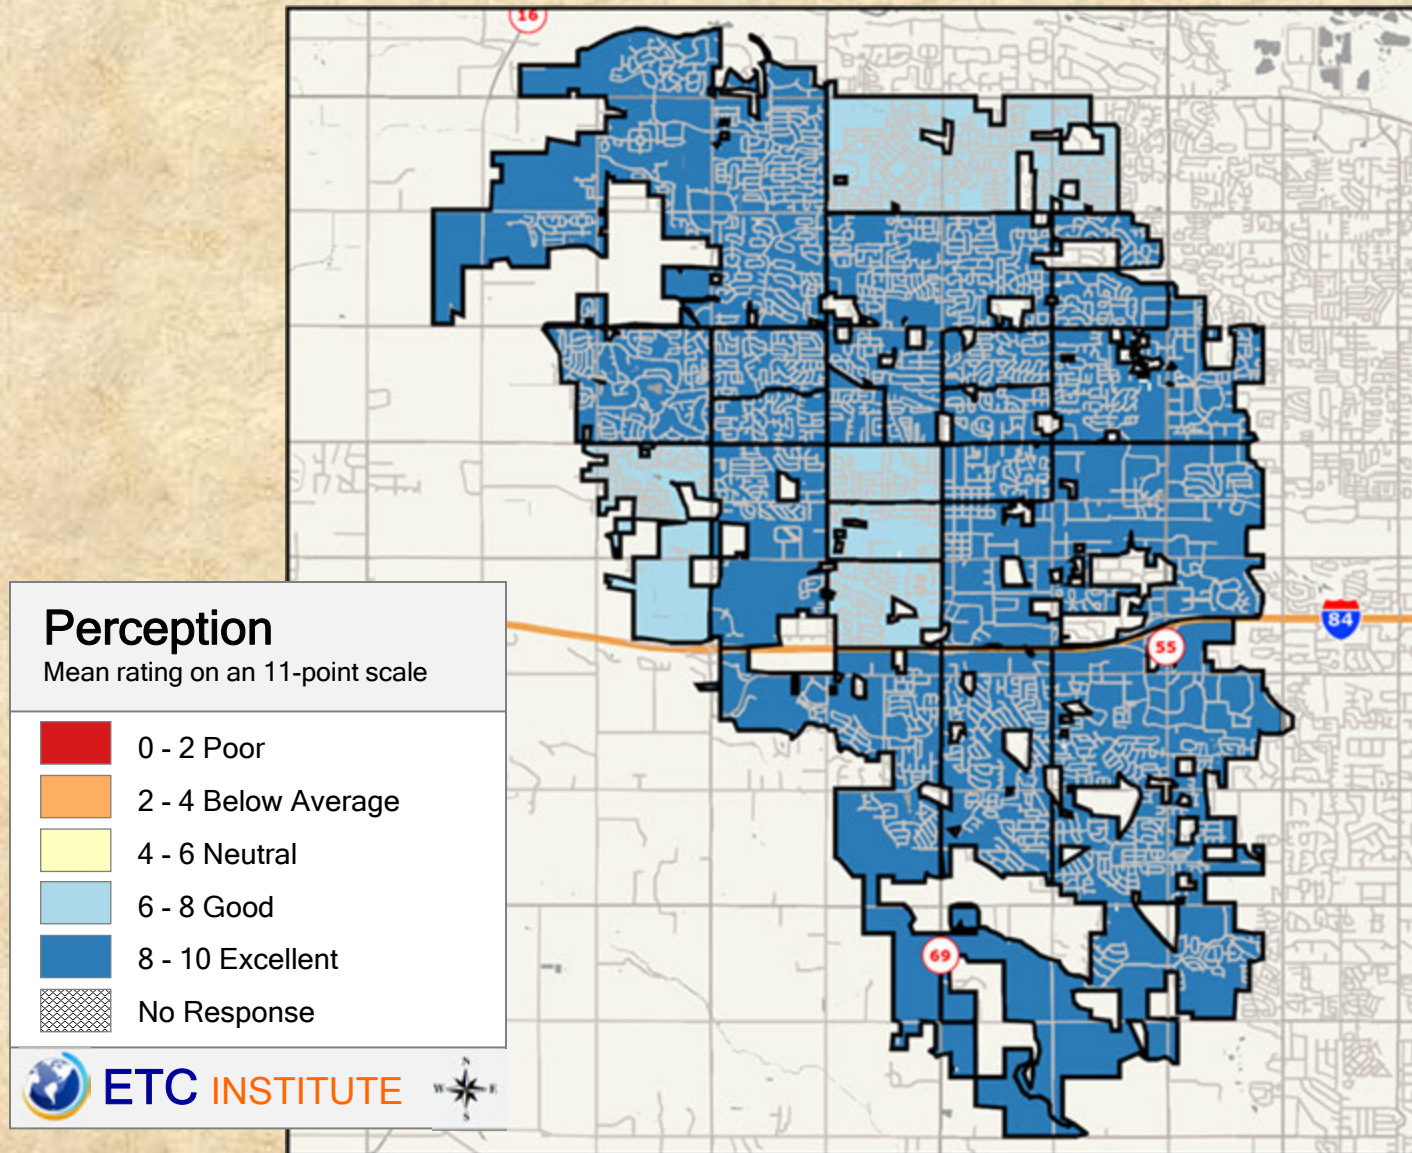 16
84
55
69
Perception
Mean rating on an 11-point scale
0 - 2 Poor
2 - 4 Below Average
4 - 6 Neutral
6 - 8 Good
8 - 10 Excellent
No Response
ETC INSTITUTE
N
W E
S